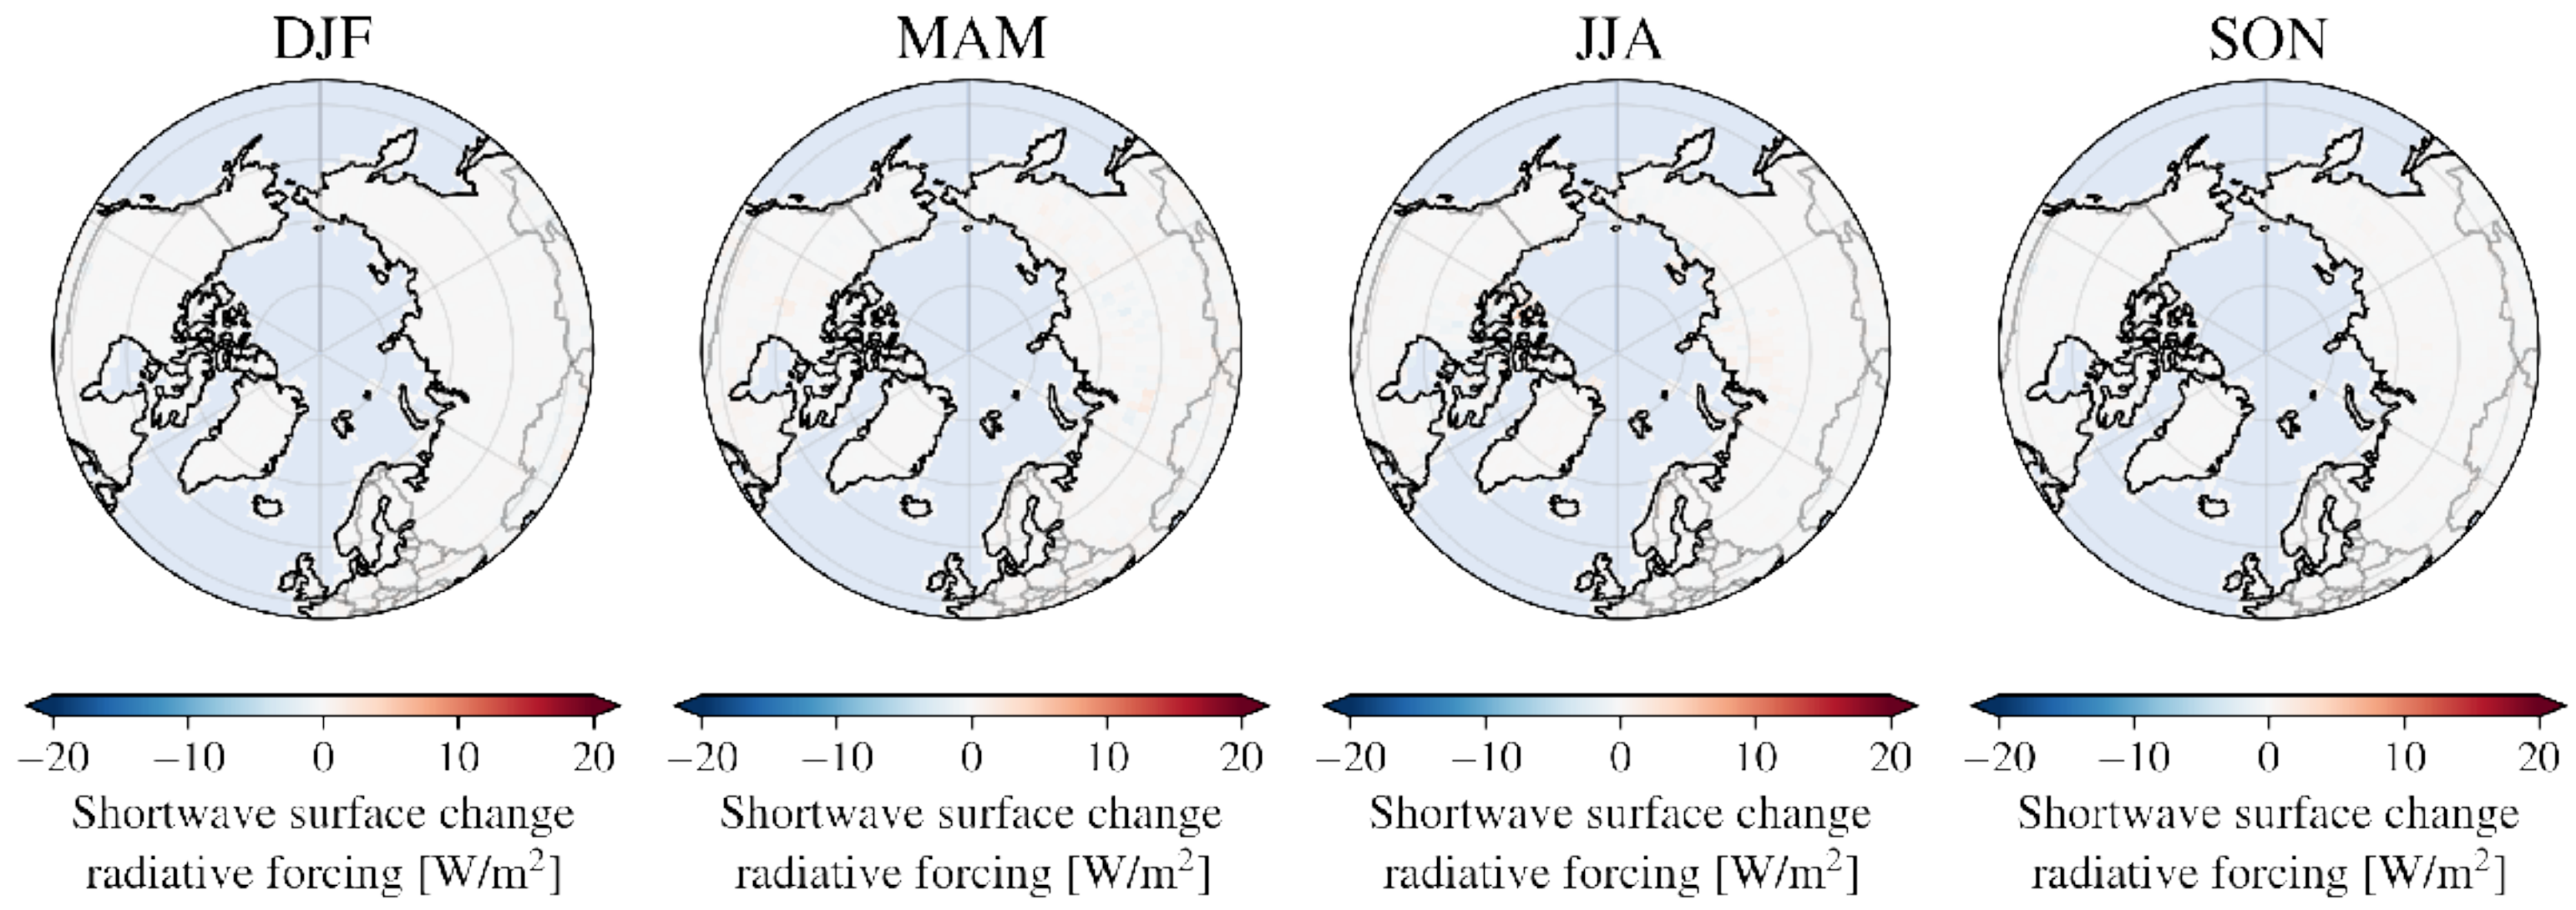 DJF MAM JJA SON
−20 −10 0 10 20 −20 −10 0 10 20 −20 −10 0 10 20 −20 −10 0 10 20
Shortwave surface change Shortwave surface change Shortwave surface change Shortwave surface change
radiative forcing [W/m²] radiative forcing [W/m²] radiative forcing [W/m²] radiative forcing [W/m²]